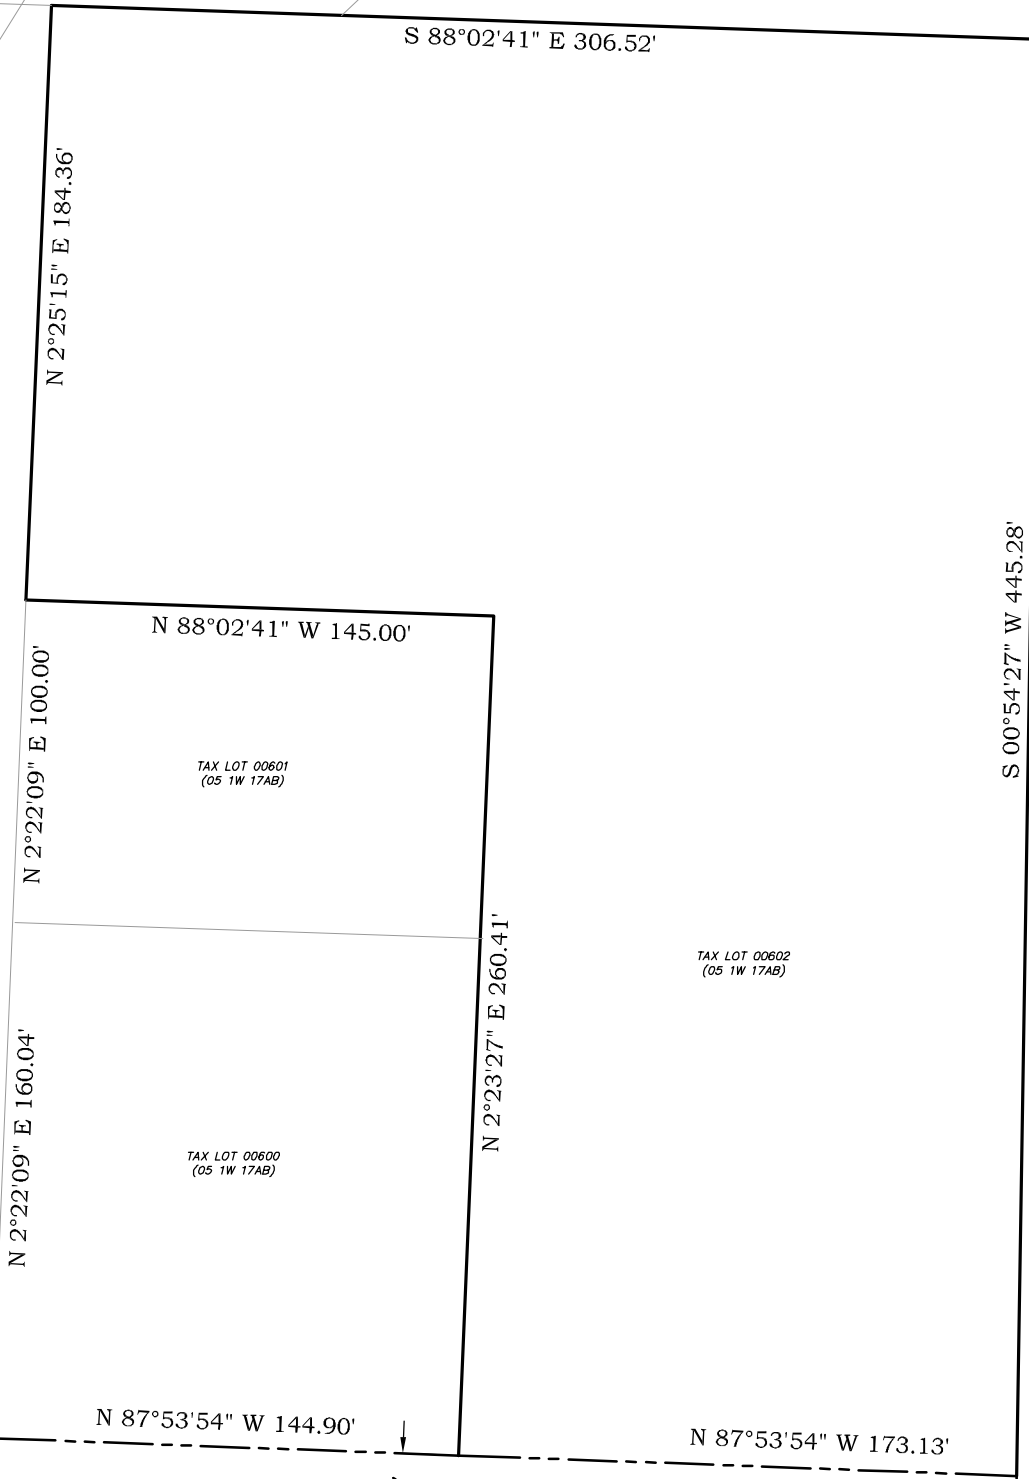 S 88°02'41" E 306.52'
N 2°25'15" E 184.36'
S 00°54'27" W 445.28'
N 88°02'41" W 145.00'
N 2°22'09" E 100.00'
TAX LOT 00601
(05 1W 17AB)
N 2°23'27" E 260.41'
TAX LOT 00602
(05 1W 17AB)
N 2°22'09" E 160.04'
TAX LOT 00600
(05 1W 17AB)
N 87°53'54" W 144.90'
N 87°53'54" W 173.13'